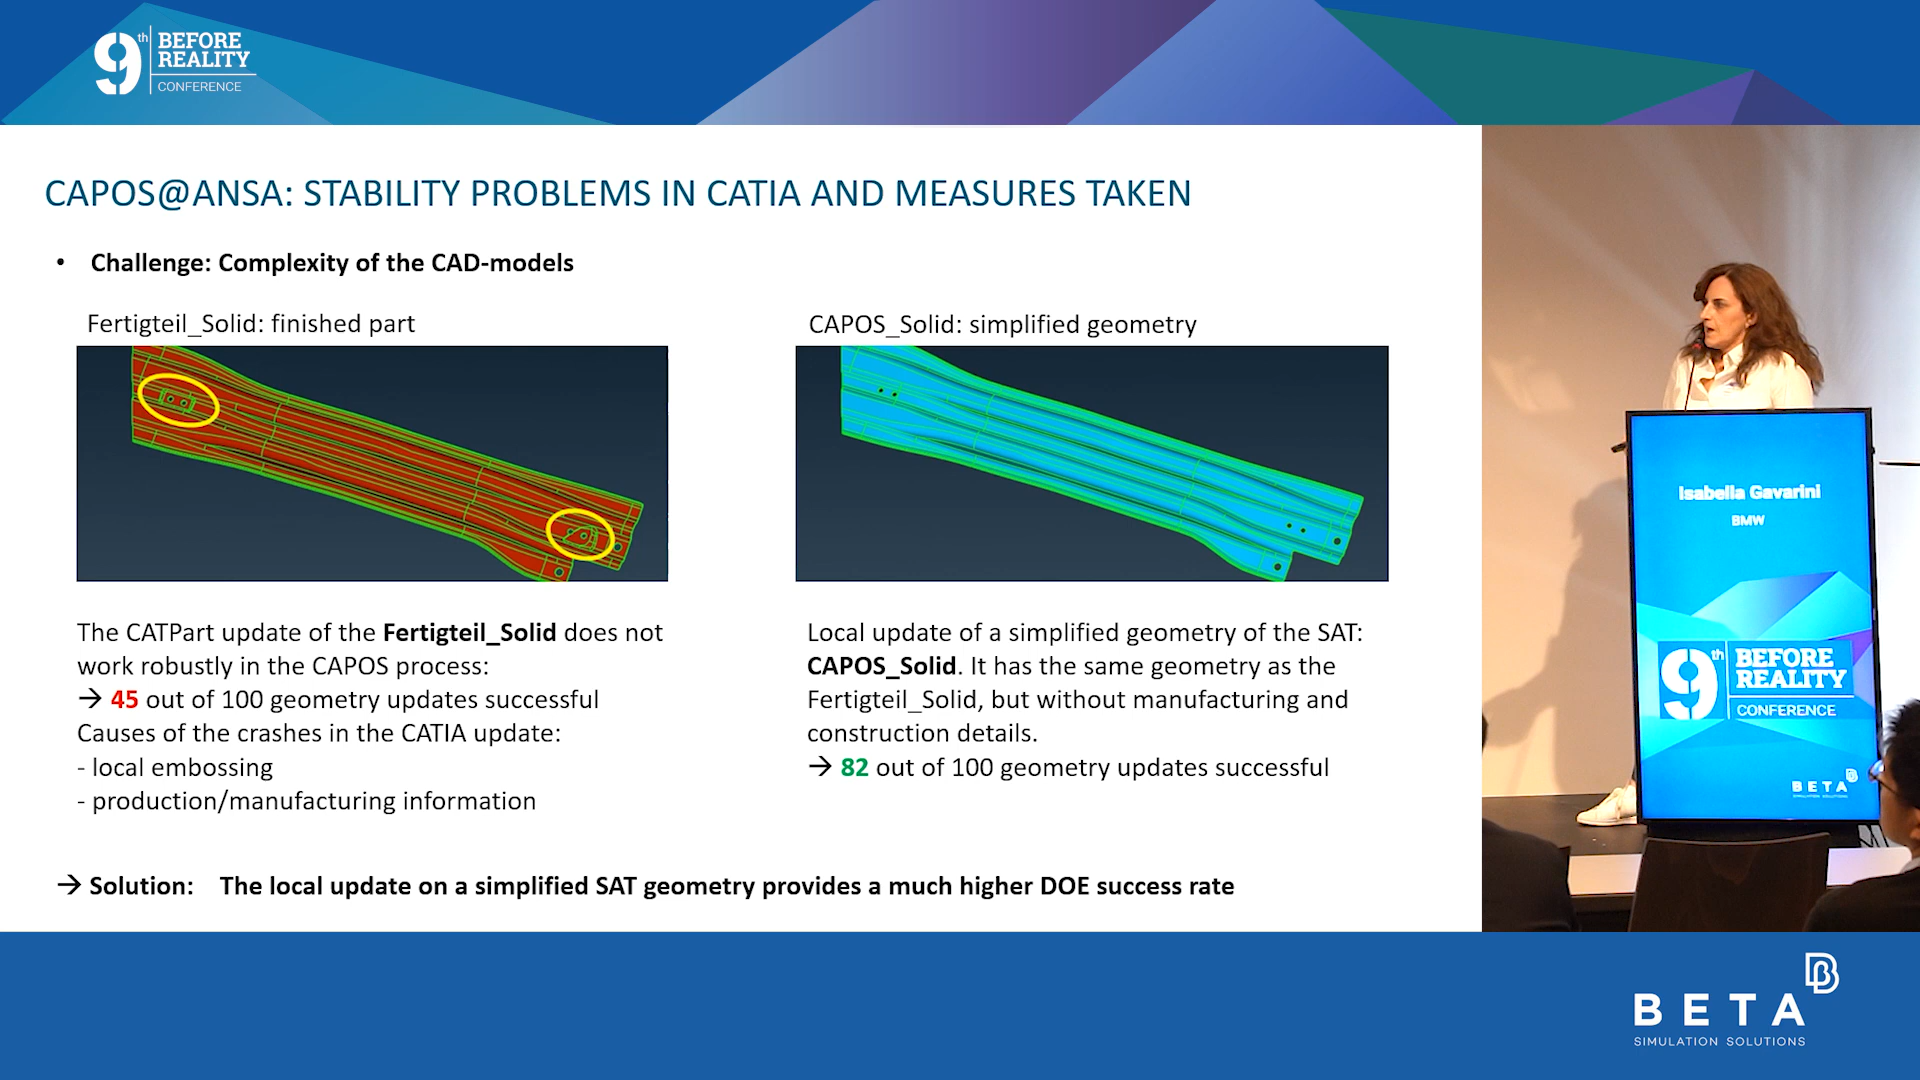 9th BEFORE
REALITY
CONFERENCE
CAPOS@ANSA: STABILITY PROBLEMS IN CATIA AND MEASURES TAKEN
• Challenge: Complexity of the CAD-models
Fertigteil_Solid: finished part
CAPOS_Solid: simplified geometry
The CATPart update of the Fertigteil_Solid does not
work robustly in the CAPOS process:
→ 45 out of 100 geometry updates successful
Causes of the crashes in the CATIA update:
- local embossing
- production/manufacturing information
Local update of a simplified geometry of the SAT:
CAPOS_Solid. It has the same geometry as the
Fertigteil_Solid, but without manufacturing and
construction details.
→ 82 out of 100 geometry updates successful
→ Solution: The local update on a simplified SAT geometry provides a much higher DOE success rate
Isabella Gavarini
BMW
9th BEFORE
REALITY
CONFERENCE
BETA
BETA
SIMULATION SOLUTIONS